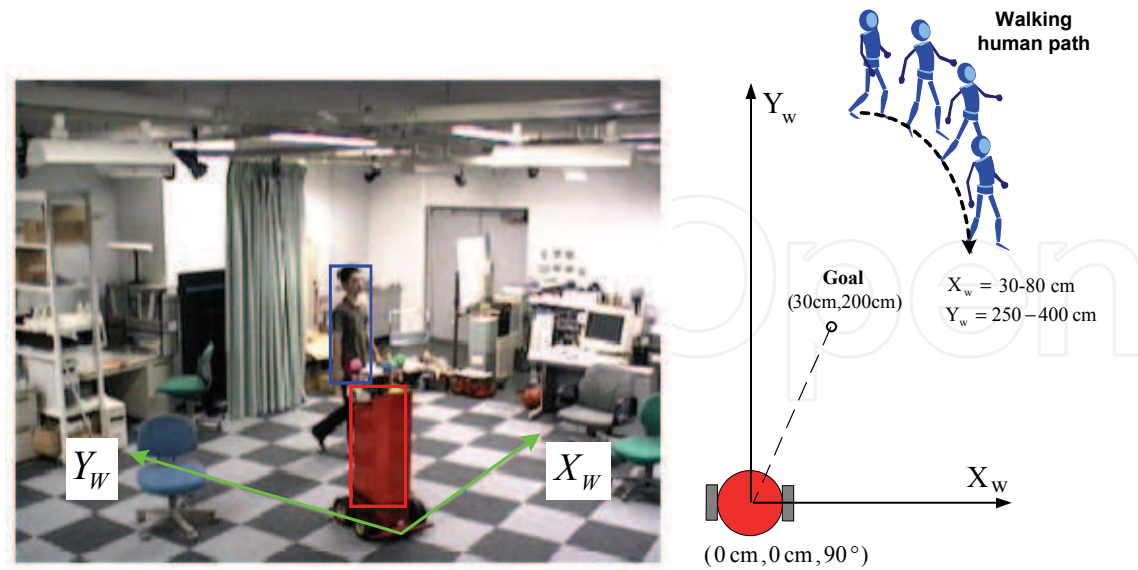 Walking
human path
Y_w
Goal
(30cm,200cm)
X_w = 30-80 cm
Y_w = 250 – 400 cm
Y_W
X_W
X_w
(0 cm, 0 cm, 90°)
Open